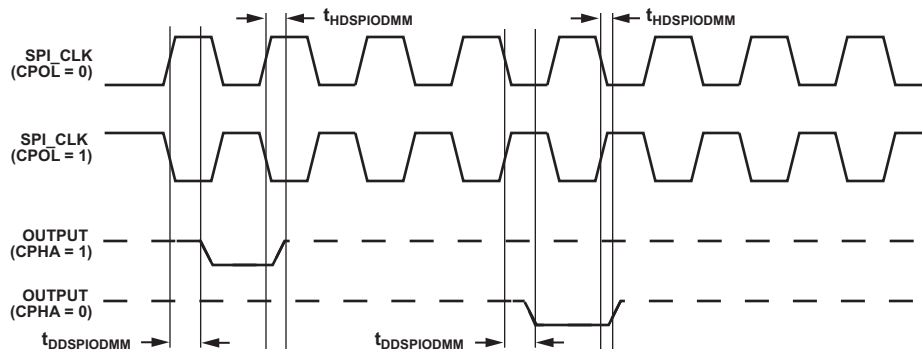 tHDSPIODMM
tHDSPIODMM
SPI_CLK
(CPOL = 0)
SPI_CLK
(CPOL = 1)
OUTPUT
(CPHA = 1)
OUTPUT
(CPHA = 0)
tDDSPIODMM
tDDSPIODMM